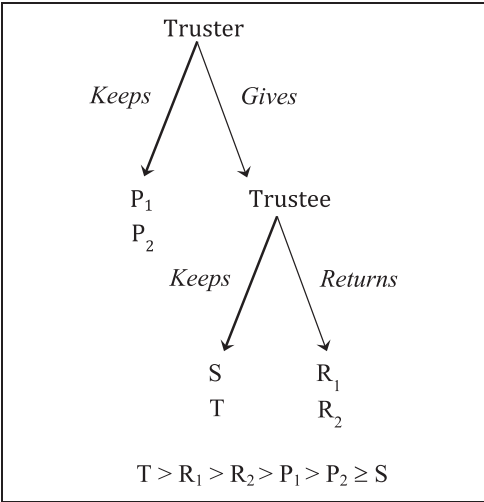 Truster
Keeps Gives
P₁ Trustee
P₂
Keeps Returns
S R₁
T R₂
T > R₁ > R₂ > P₁ > P₂ ≥ S